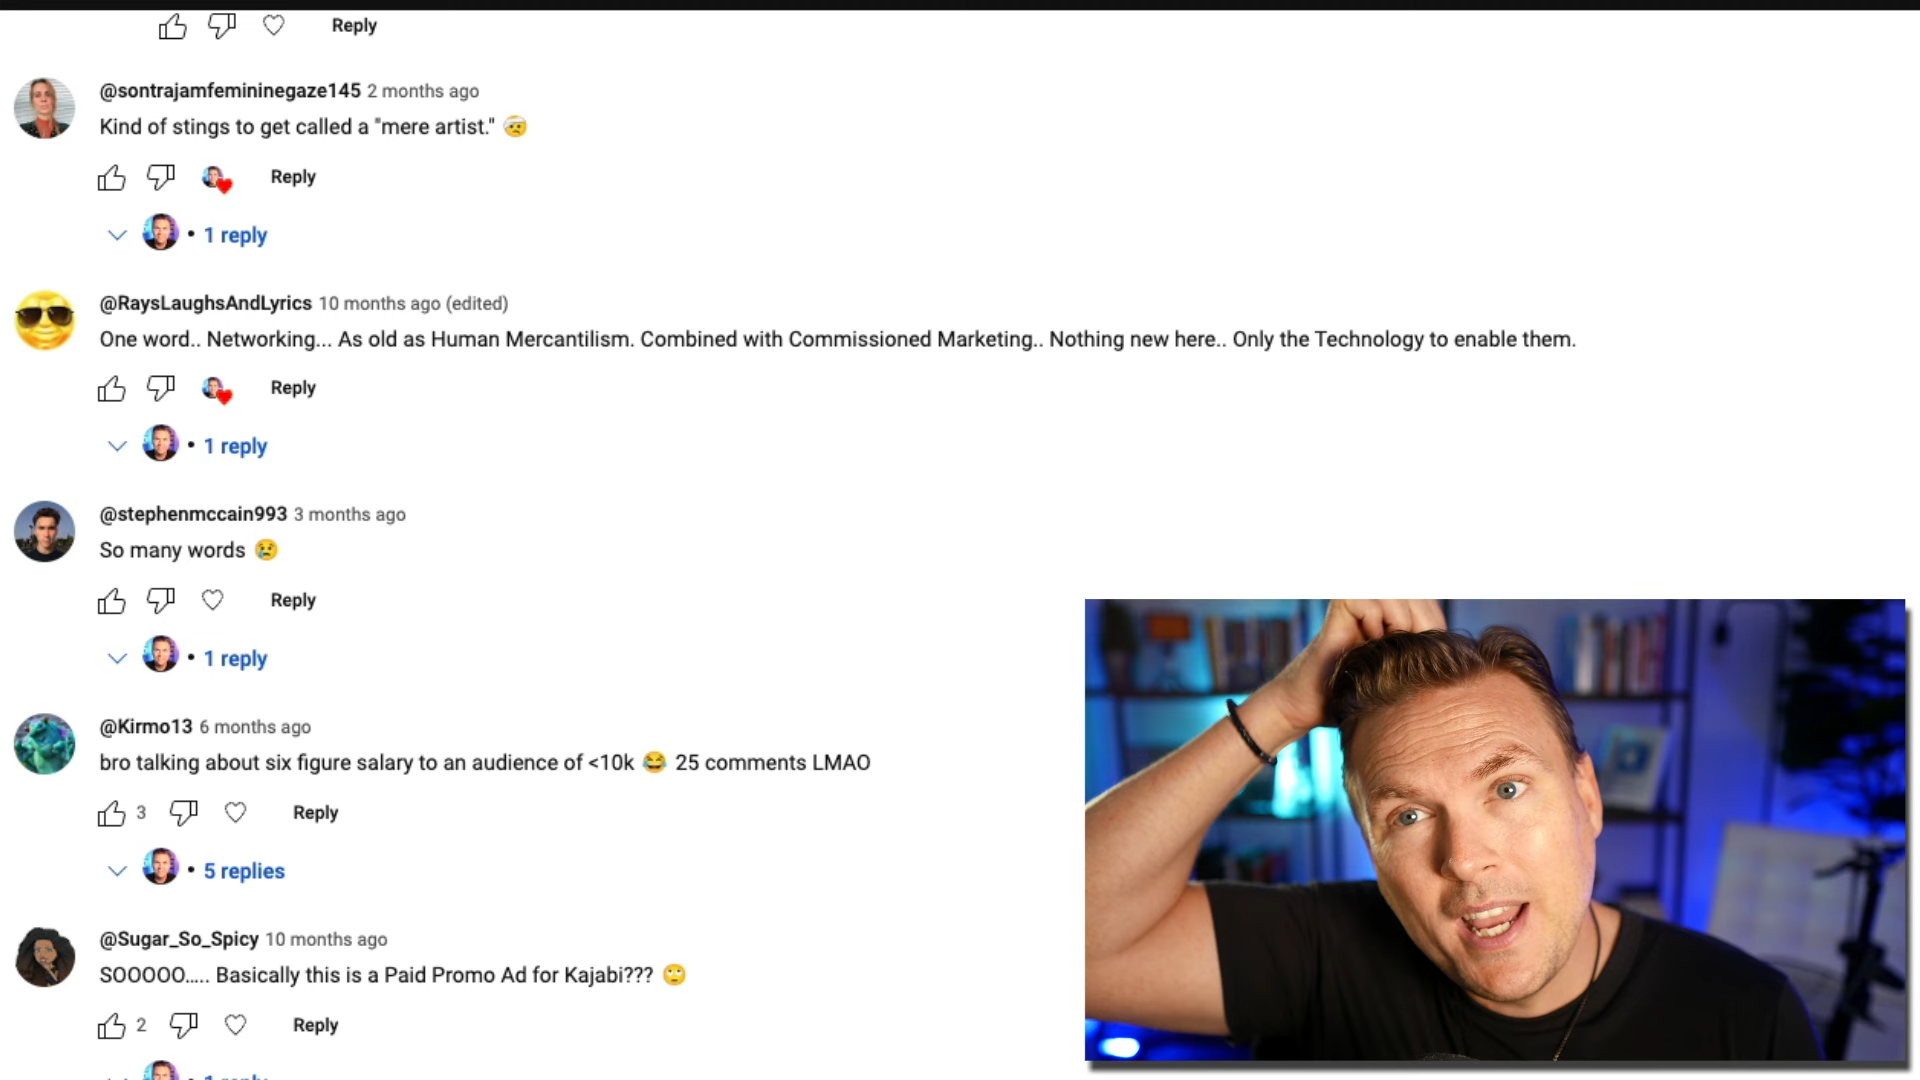 Reply
@sontrajamfemininegaze145 2 months ago
Kind of stings to get called a "mere artist." 🤕
Reply
• 1 reply
@RaysLaughsAndLyrics 10 months ago (edited)
One word.. Networking... As old as Human Mercantilism. Combined with Commissioned Marketing.. Nothing new here.. Only the Technology to enable them.
Reply
• 1 reply
@stephenmccain993 3 months ago
So many words 😢
Reply
• 1 reply
@Kirmo13 6 months ago
bro talking about six figure salary to an audience of <10k 😂 25 comments LMAO
3 Reply
• 5 replies
@Sugar_So_Spicy 10 months ago
SOOOOO..... Basically this is a Paid Promo Ad for Kajabi??? 🙄
2 Reply